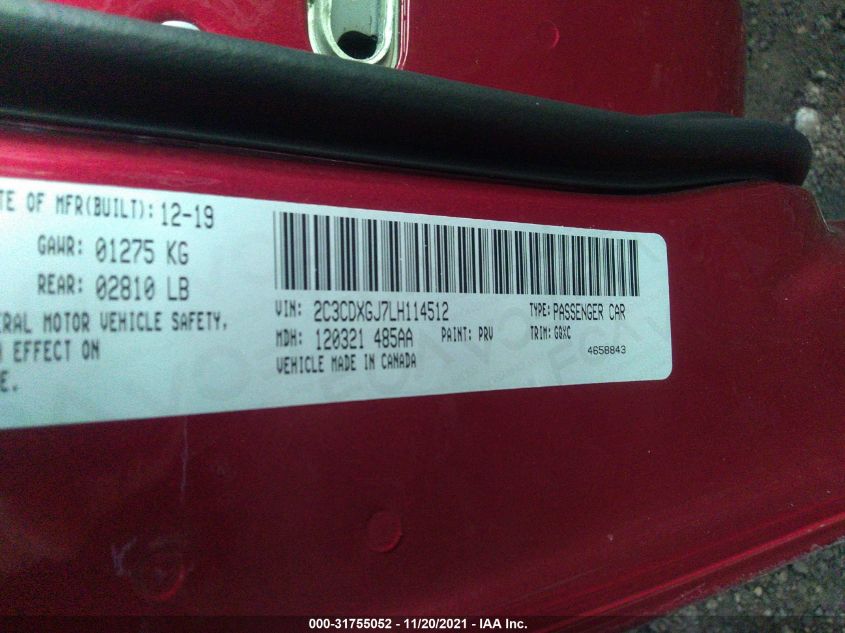 TE OF MFR(BUILT): 12-19
GAWR: 01275 KG
REAR: 02810 LB
ERAL MOTOR VEHICLE SAFETY,
EFFECT ON
E.
VIN: 2C3CDXGJ7LH114512 TYPE: PASSENGER CAR
MDH: 120321 485AA PAINT: PRV TRIM: GQXC
VEHICLE MADE IN CANADA 4658843
000-31755052 - 11/20/2021 - IAA Inc.